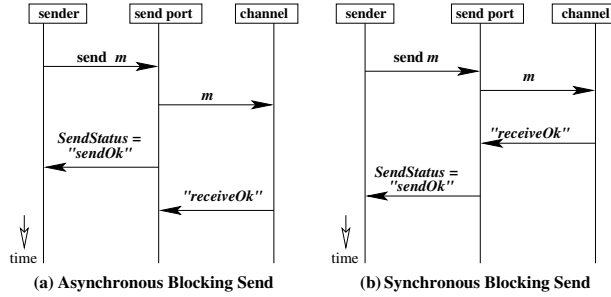 sender send port channel
send m
m
SendStatus =
"sendOk"
"receiveOk"
time
(a) Asynchronous Blocking Send
sender send port channel
send m
m
"receiveOk"
SendStatus =
"sendOk"
time
(b) Synchronous Blocking Send